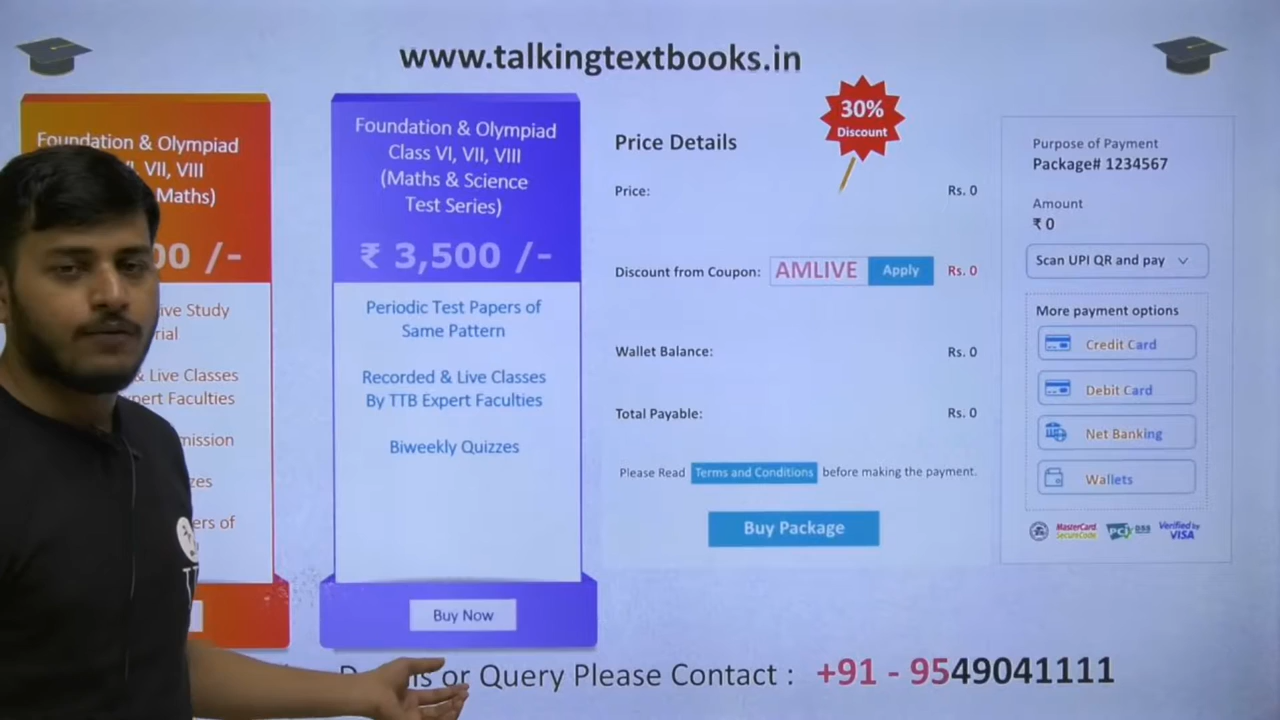 www.talkingtextbooks.in
Foundation & Olympiad
VII, VIII
Maths)
00 /-
ive Study
rial
& Live Classes
pert Faculties
mission
zes
ers of
Foundation & Olympiad
Class VI, VII, VIII
(Maths & Science
Test Series)
₹ 3,500 /-
Periodic Test Papers of
Same Pattern
Recorded & Live Classes
By TTB Expert Faculties
Biweekly Quizzes
Buy Now
30%
Discount
Price Details
Price: Rs. 0
Discount from Coupon: AMLIVE Apply Rs. 0
Wallet Balance: Rs. 0
Total Payable: Rs. 0
Please Read Terms and Conditions before making the payment.
Buy Package
Purpose of Payment
Package# 1234567
Amount
₹ 0
Scan UPI QR and pay
More payment options
Credit Card
Debit Card
Net Banking
Wallets
MasterCard
SecureCode
PCI DSS
Verified by
VISA
or Query Please Contact : +91 - 9549041111